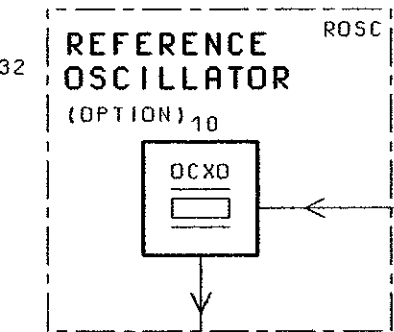 ROSC
32
REFERENCE
OSCILLATOR
(OPTION) 10
OCXO